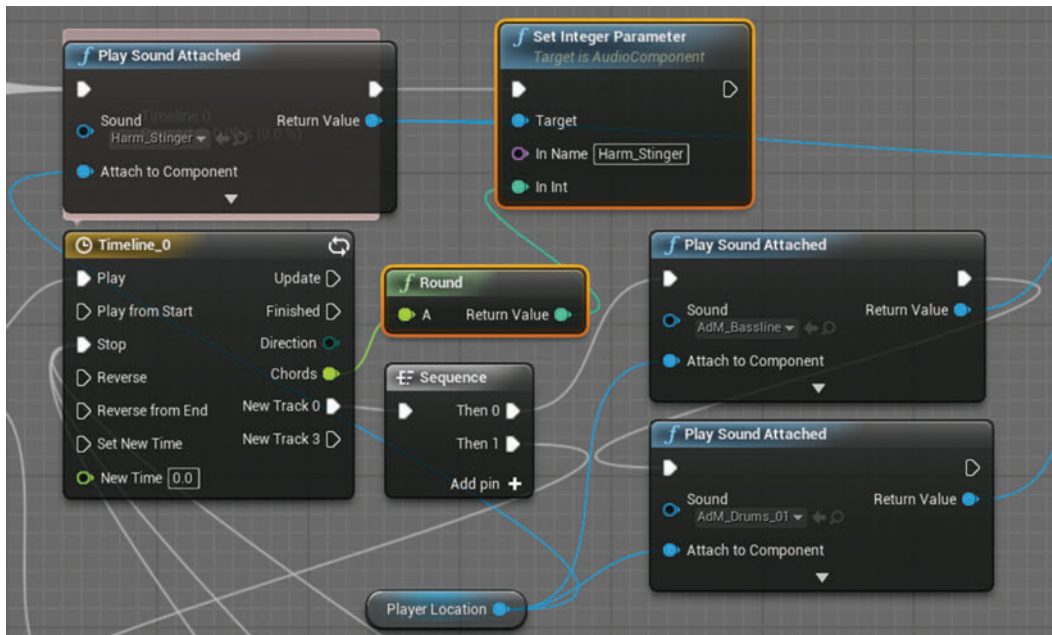 Play Sound Attached
Sound
Harm_Stinger
Return Value
Attach to Component
Timeline 0
(0.0 %)
Set Integer Parameter
Target is AudioComponent
Target
In Name Harm_Stinger
In Int
Timeline_0
Play
Update
Play from Start
Finished
Stop
Direction
Reverse
Chords
Reverse from End
New Track 0
Set New Time
New Track 3
New Time 0.0
Round
A
Return Value
Sequence
Then 0
Then 1
Add pin +
Play Sound Attached
Sound
AdM_Bassline
Return Value
Attach to Component
Play Sound Attached
Sound
AdM_Drums_01
Return Value
Attach to Component
Player Location